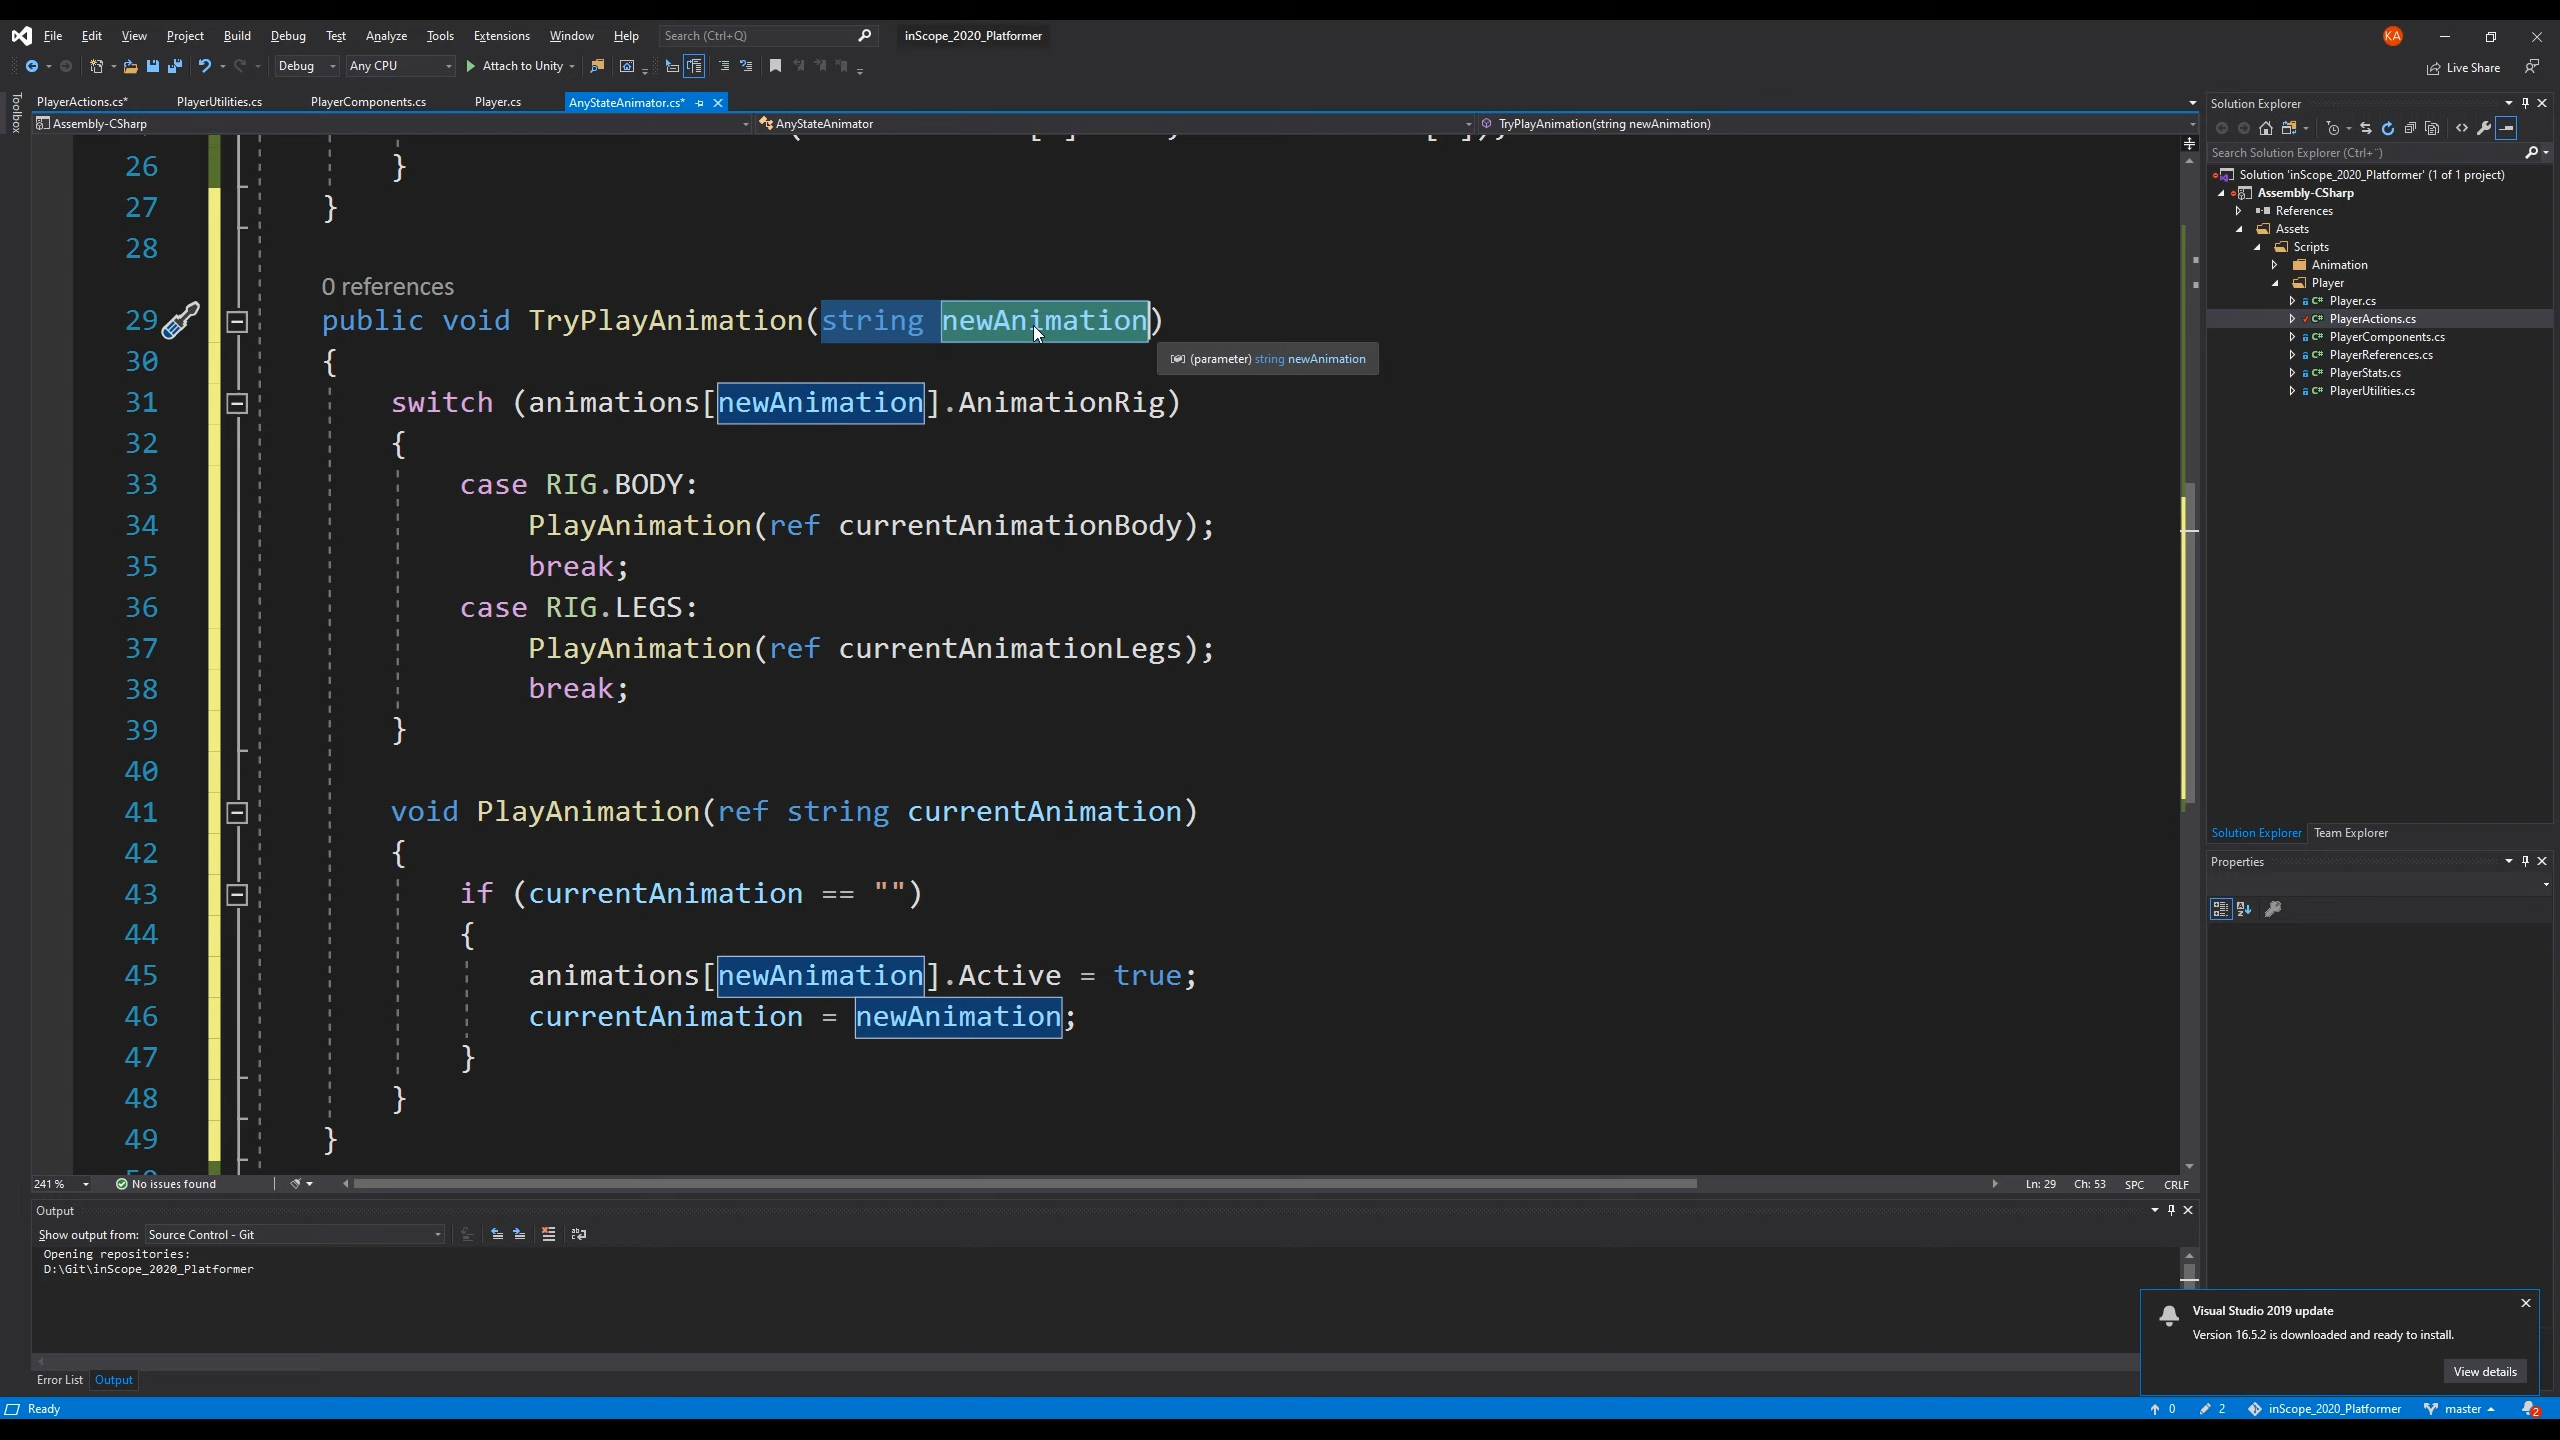 File Edit View Project Build Debug Test Analyze Tools Extensions Window Help Search (Ctrl+Q) inScope_2020_Platformer KA
Debug Any CPU Attach to Unity Live Share
Toolbox
PlayerActions.cs* PlayerUtilities.cs PlayerComponents.cs Player.cs AnyStateAnimator.cs*
Assembly-CSharp AnyStateAnimator TryPlayAnimation(string newAnimation)
26 }
27 }
28
0 references
29 public void TryPlayAnimation(string newAnimation)
30 {
(parameter) string newAnimation
31 switch (animations[newAnimation].AnimationRig)
32 {
33 case RIG.BODY:
34 PlayAnimation(ref currentAnimationBody);
35 break;
36 case RIG.LEGS:
37 PlayAnimation(ref currentAnimationLegs);
38 break;
39 }
40
41 void PlayAnimation(ref string currentAnimation)
42 {
43 if (currentAnimation == "")
44 {
45 animations[newAnimation].Active = true;
46 currentAnimation = newAnimation;
47 }
48 }
49 }
241 % No issues found Ln: 29 Ch: 53 SPC CRLF
Output
Show output from: Source Control - Git
Opening repositories:
D:\Git\inScope_2020_Platformer
Error List Output
Solution Explorer
Search Solution Explorer (Ctrl+¨)
Solution 'inScope_2020_Platformer' (1 of 1 project)
Assembly-CSharp
References
Assets
Scripts
Animation
Player
Player.cs
PlayerActions.cs
PlayerComponents.cs
PlayerReferences.cs
PlayerStats.cs
PlayerUtilities.cs
Solution Explorer Team Explorer
Properties
Visual Studio 2019 update
Version 16.5.2 is downloaded and ready to install.
View details
Ready 0 2 inScope_2020_Platformer master 2